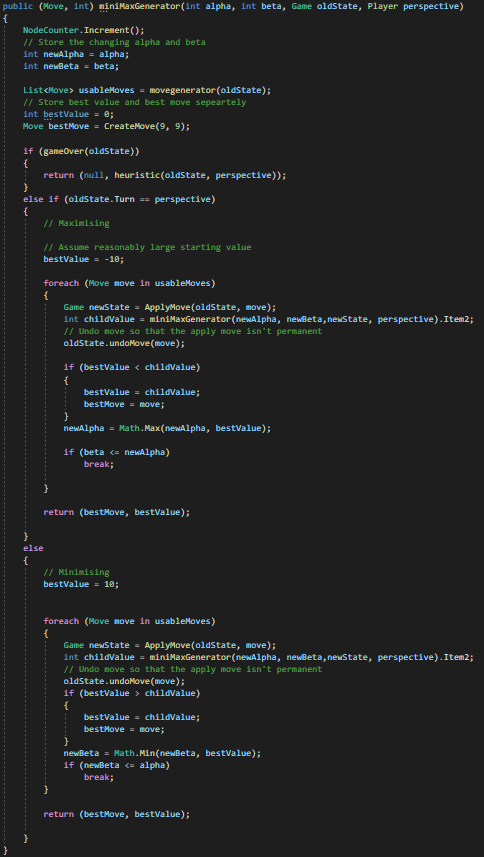 public (Move, int) miniMaxGenerator(int alpha, int beta, Game oldState, Player perspective)
{
NodeCounter.Increment();
// Store the changing alpha and beta
int newAlpha = alpha;
int newBeta = beta;
List<Move> usableMoves = movegenerator(oldState);
// Store best value and best move sepeartely
int bestValue = 0;
Move bestMove = CreateMove(9, 9);
if (gameOver(oldState))
{
return (null, heuristic(oldState, perspective));
}
else if (oldState.Turn == perspective)
{
// Maximising
// Assume reasonably large starting value
bestValue = -10;
foreach (Move move in usableMoves)
{
Game newState = ApplyMove(oldState, move);
int childValue = miniMaxGenerator(newAlpha, newBeta,newState, perspective).Item2;
// Undo move so that the apply move isn't permanent
oldState.undoMove(move);
if (bestValue < childValue)
{
bestValue = childValue;
bestMove = move;
}
newAlpha = Math.Max(newAlpha, bestValue);
if (beta <= newAlpha)
break;
}
return (bestMove, bestValue);
}
else
{
// Minimising
bestValue = 10;
foreach (Move move in usableMoves)
{
Game newState = ApplyMove(oldState, move);
int childValue = miniMaxGenerator(newAlpha, newBeta,newState, perspective).Item2;
// Undo move so that the apply move isn't permanent
oldState.undoMove(move);
if (bestValue > childValue)
{
bestValue = childValue;
bestMove = move;
}
newBeta = Math.Min(newBeta, bestValue);
if (newBeta <= alpha)
break;
}
return (bestMove, bestValue);
}
}